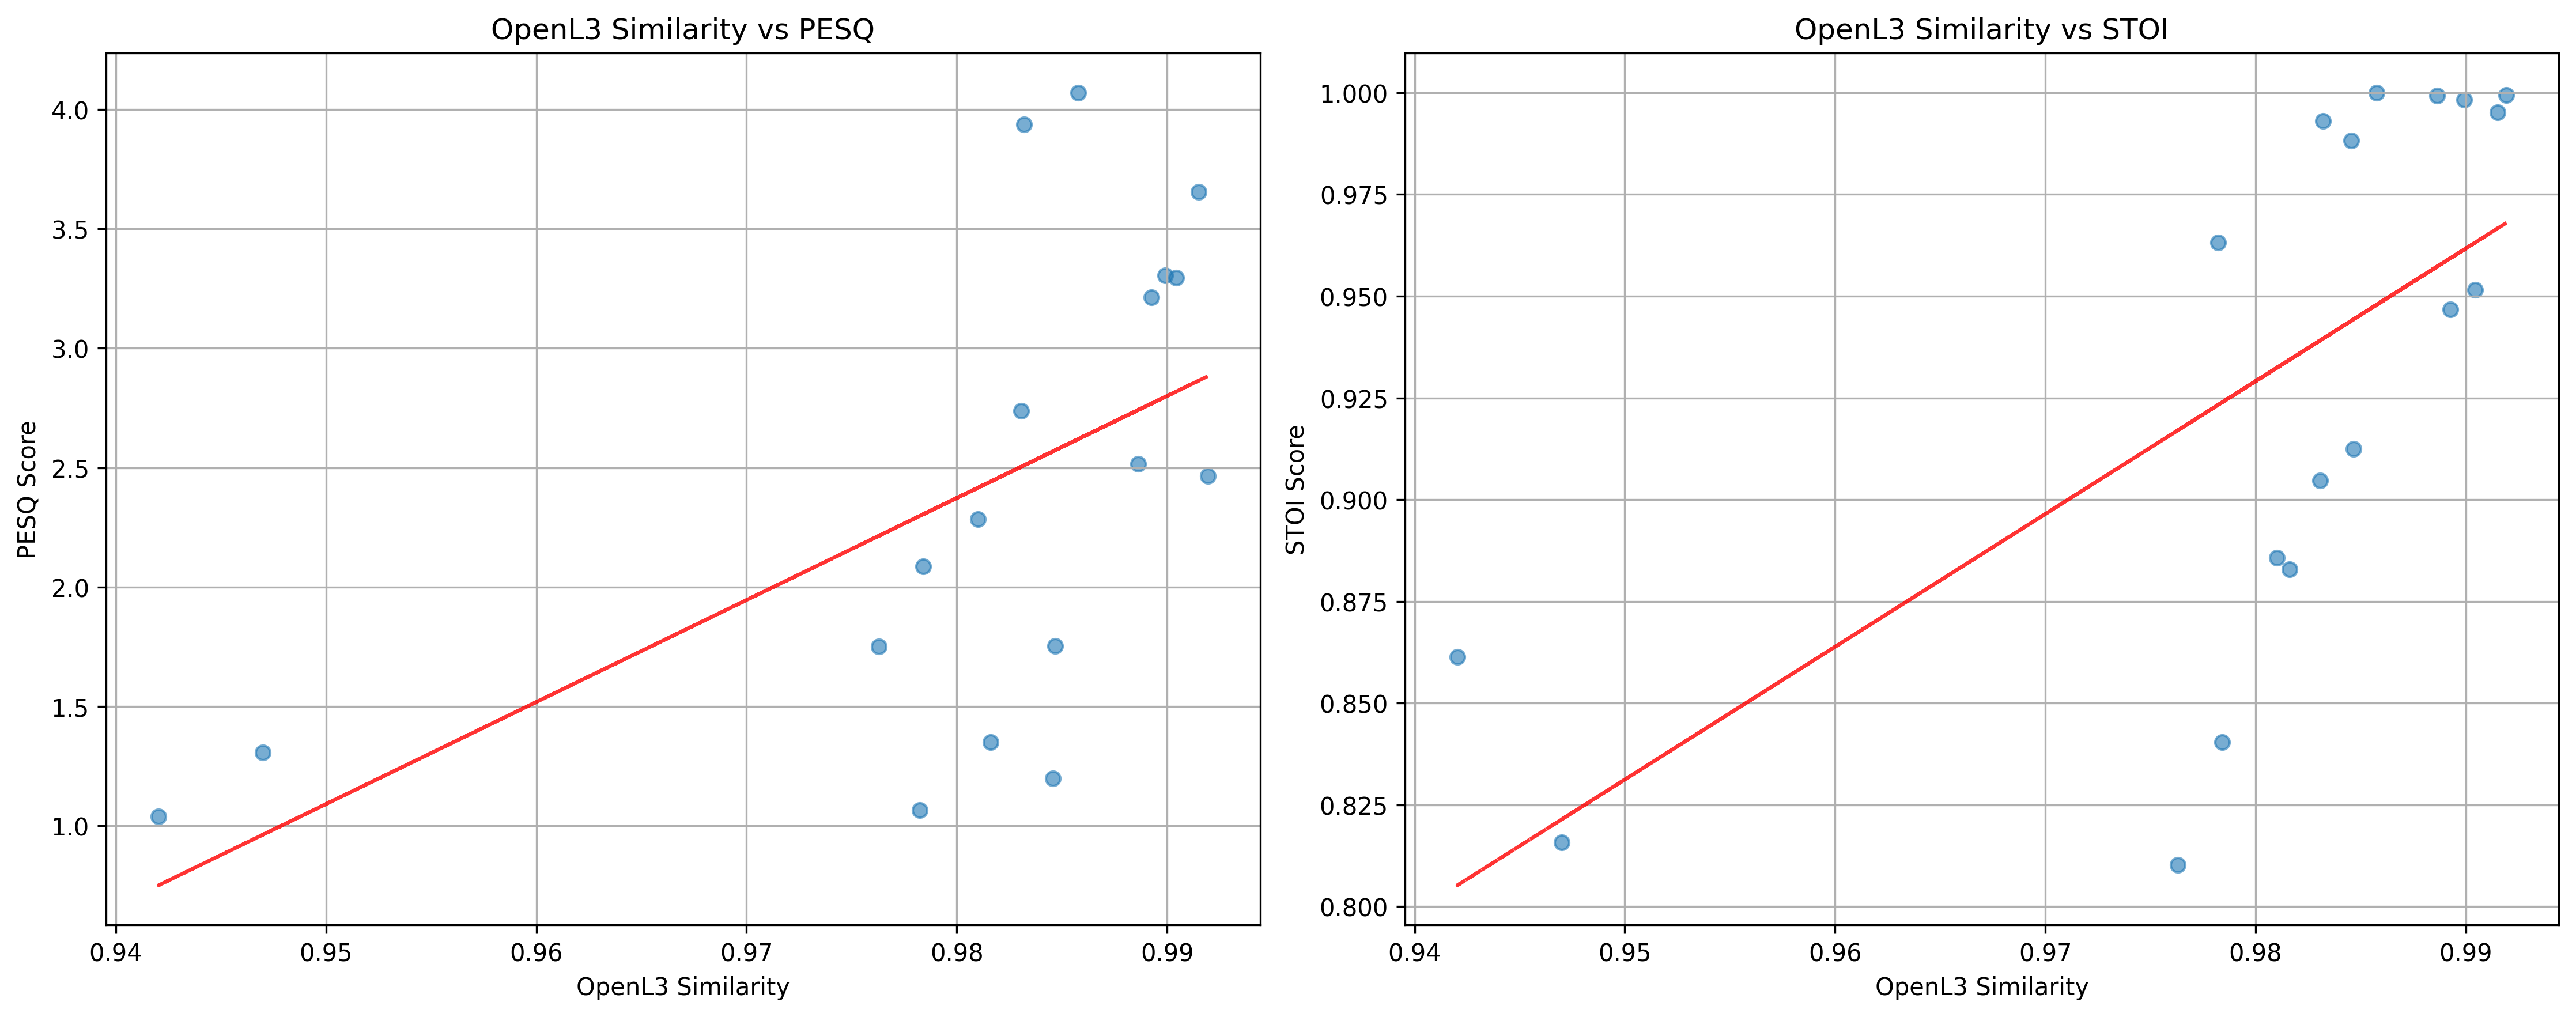 OpenL3 Similarity vs PESQ
PESQ Score
4.0
3.5
3.0
2.5
2.0
1.5
1.0
0.94 0.95 0.96 0.97 0.98 0.99
OpenL3 Similarity
OpenL3 Similarity vs STOI
STOI Score
1.000
0.975
0.950
0.925
0.900
0.875
0.850
0.825
0.800
0.94 0.95 0.96 0.97 0.98 0.99
OpenL3 Similarity